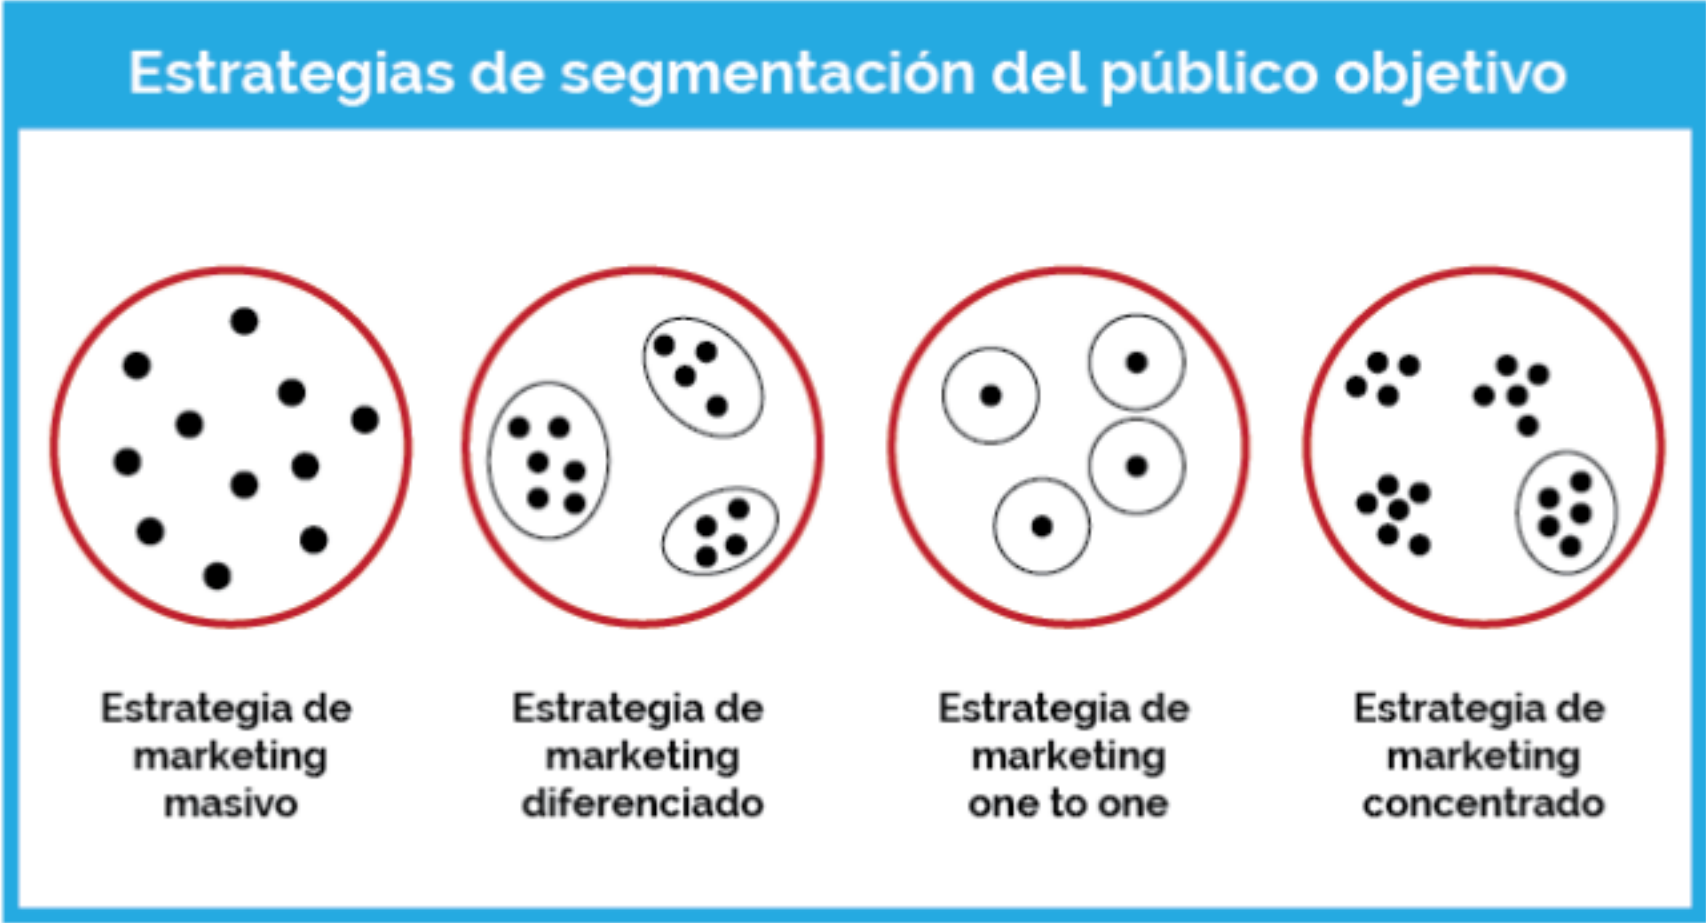 Estrategias de segmentación del público objetivo
Estrategia de
marketing
masivo
Estrategia de
marketing
diferenciado
Estrategia de
marketing
one to one
Estrategia de
marketing
concentrado